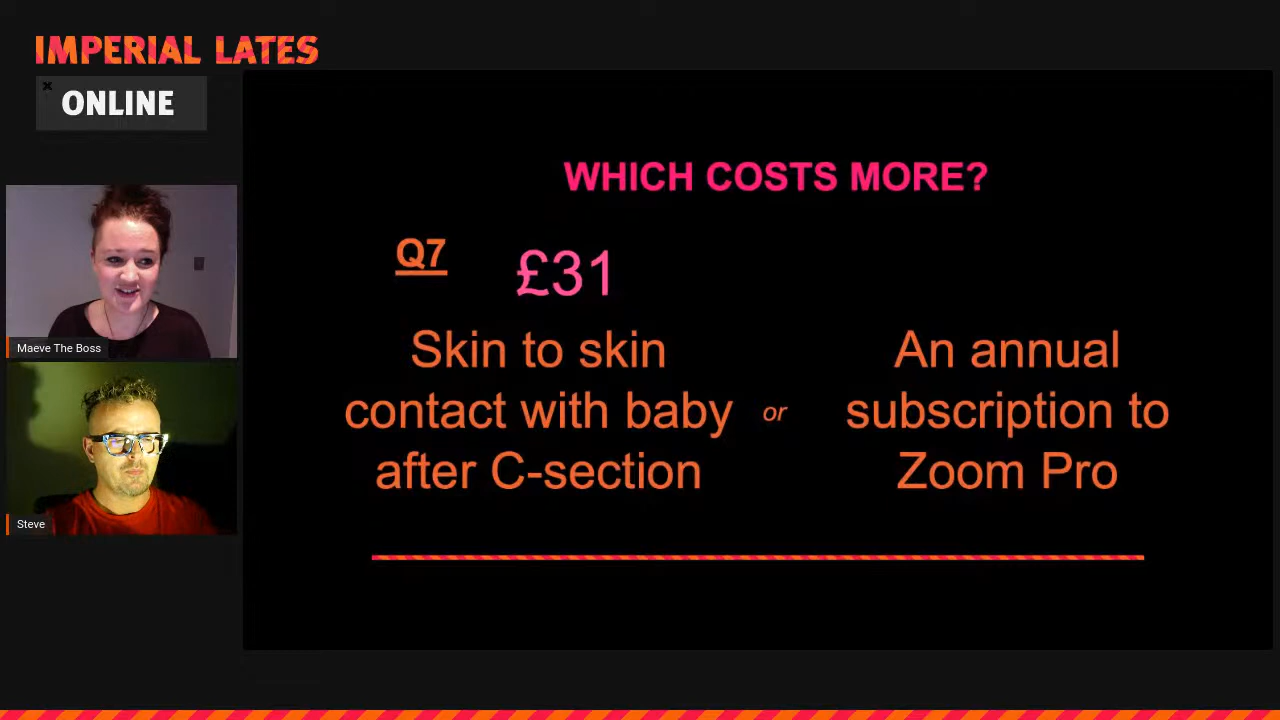 IMPERIAL LATES
ONLINE
WHICH COSTS MORE?
Q7
£31
Skin to skin
contact with baby
after C-section
or
An annual
subscription to
Zoom Pro
Maeve The Boss
Steve